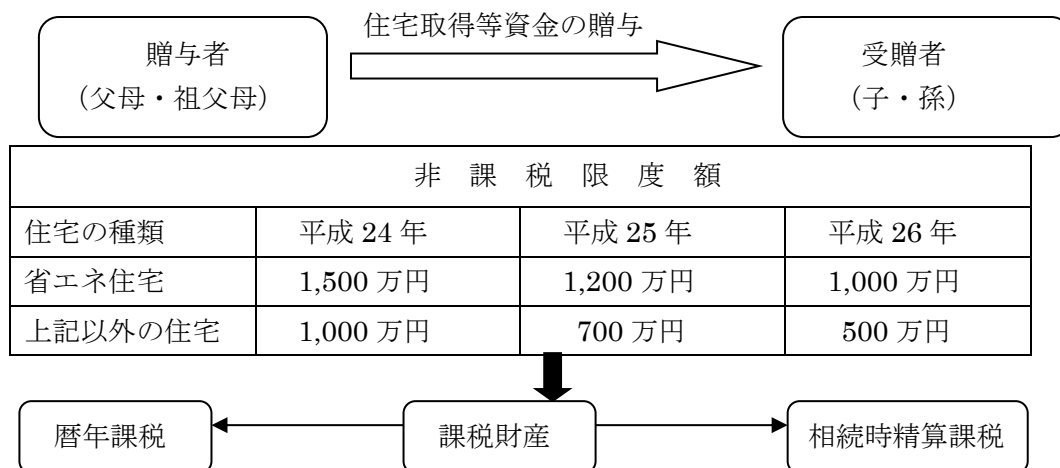 住宅取得等資金の贈与
贈与者
（父母・祖父母）
受贈者
（子・孫）
非課税限度額
住宅の種類 平成 24 年 平成 25 年 平成 26 年
省エネ住宅 1,500 万円 1,200 万円 1,000 万円
上記以外の住宅 1,000 万円 700 万円 500 万円
暦年課税 課税財産 相続時精算課税